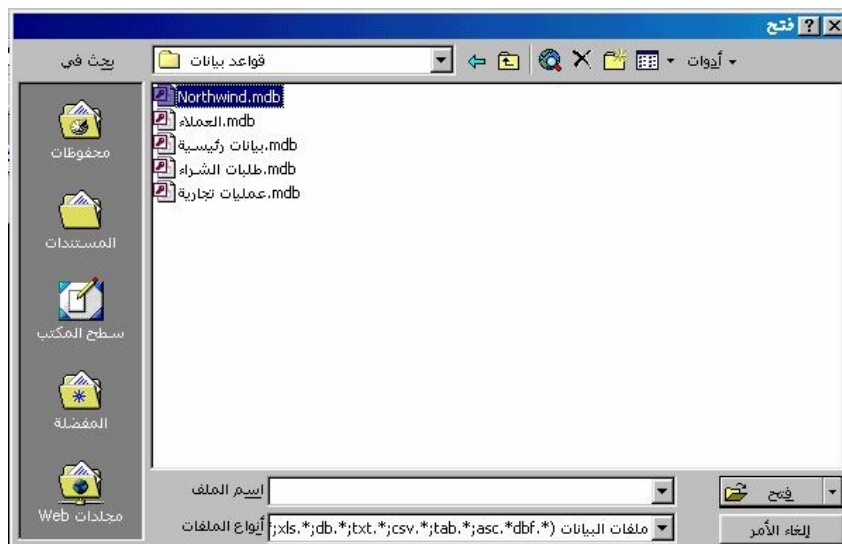 فتح
بحث في
قواعد بيانات
أدوات
Northwind.mdb
العملاء.mdb
بيانات رئيسية.mdb
طلبات الشراء.mdb
عمليات تجارية.mdb
محفوظات
المستندات
سطح المكتب
المفضلة
مجلدات Web
اسم الملف
فتح
أنواع الملفات
ملفات البيانات (*.xls;*.db;*.txt;*.csv;*.tab;*.asc;*.dbf;
إلغاء الأمر